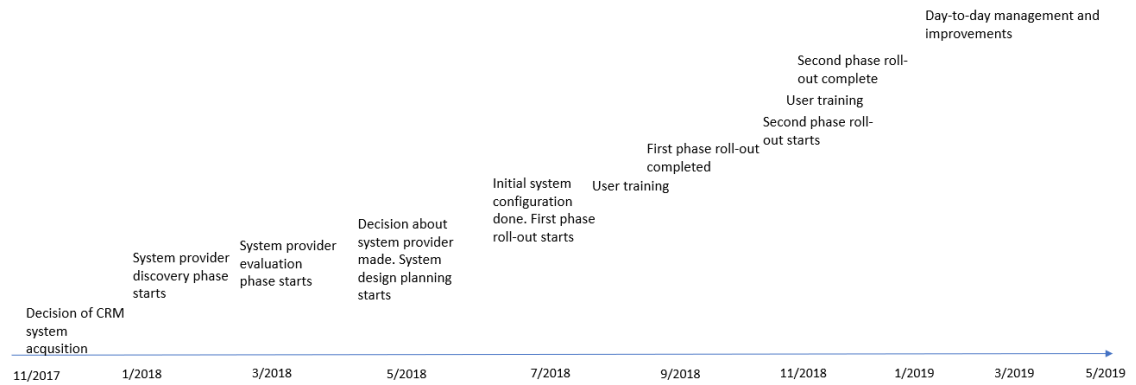 Day-to-day management and
improvements
Second phase roll-
out complete
User training
Second phase roll-
out starts
First phase roll-out
completed
User training
Initial system
configuration
done. First phase
roll-out starts
Decision about
system provider
made. System
design planning
starts
System provider
evaluation
phase starts
System provider
discovery phase
starts
Decision of CRM
system
acqusition
11/2017
1/2018
3/2018
5/2018
7/2018
9/2018
11/2018
1/2019
3/2019
5/2019